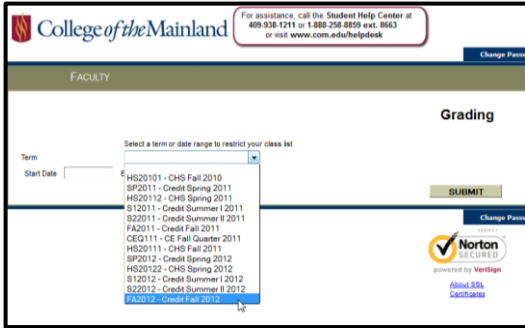 College of the Mainland
For assistance, call the Student Help Center at
409-938-1211 or 1-888-258-8859 ext. 8663
or visit www.com.edu/helpdesk
Change Passw
FACULTY
Grading
Select a term or date range to restrict your class list
Term
Start Date
E
HS20101 - CHS Fall 2010
SP2011 - Credit Spring 2011
HS20112 - CHS Spring 2011
S12011 - Credit Summer I 2011
S22011 - Credit Summer II 2011
FA2011 - Credit Fall 2011
CEQ111 - CE Fall Quarter 2011
HS20111 - CHS Fall 2011
SP2012 - Credit Spring 2012
HS20122 - CHS Spring 2012
S12012 - Credit Summer I 2012
S22012 - Credit Summer II 2012
FA2012 - Credit Fall 2012
SUBMIT
Change Passw
Norton
SECURED
powered by VeriSign
About SSL
Certificates